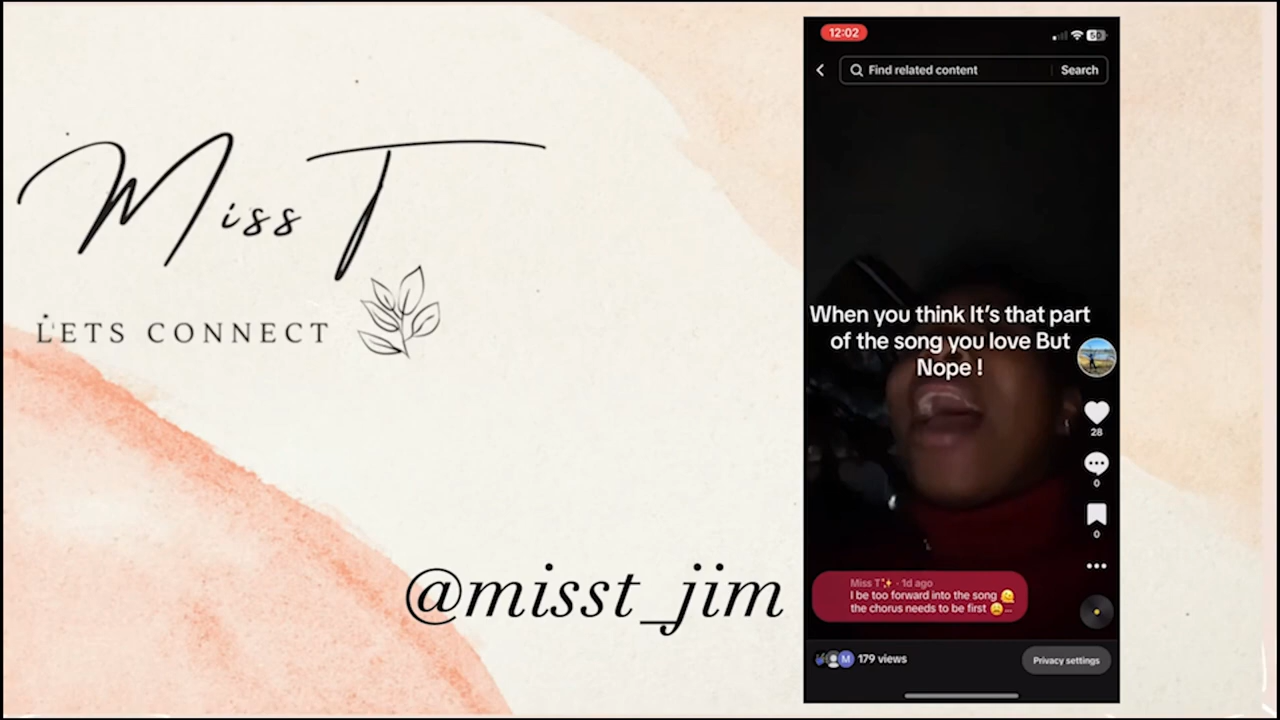 Miss T
LETS CONNECT
@misst_jim
12:02
50
Find related content
Search
When you think It's that part
of the song you love But
Nope !
28
0
0
Miss T✨ · 1d ago
I be too forward into the song 🫠
the chorus needs to be first 😩...
M
179 views
Privacy settings